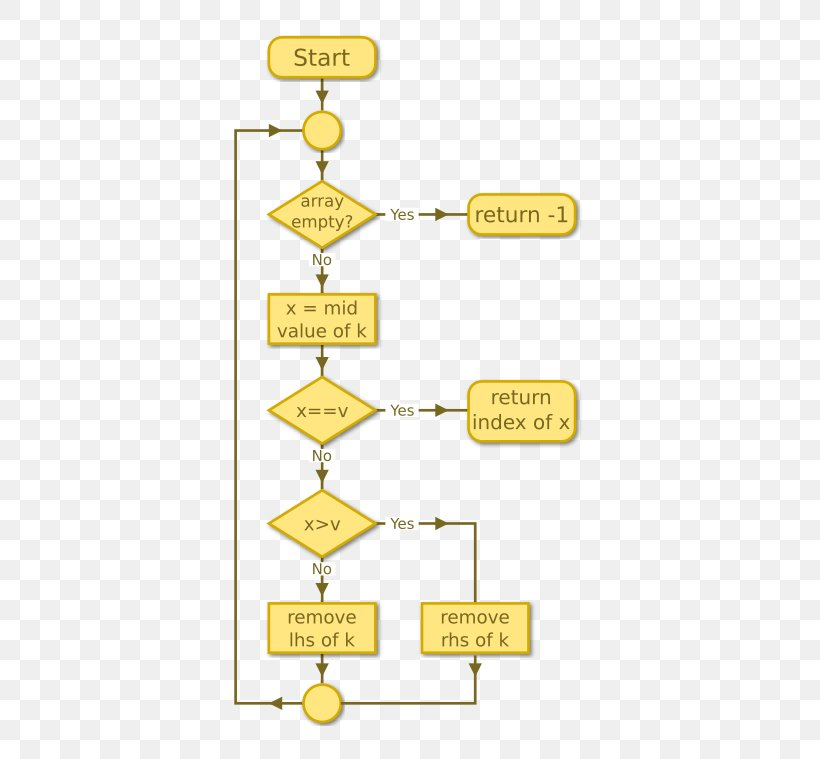 Start
array
empty?
Yes
return -1
No
x = mid
value of k
x==v
Yes
return
index of x
No
x>v
Yes
No
remove
lhs of k
remove
rhs of k